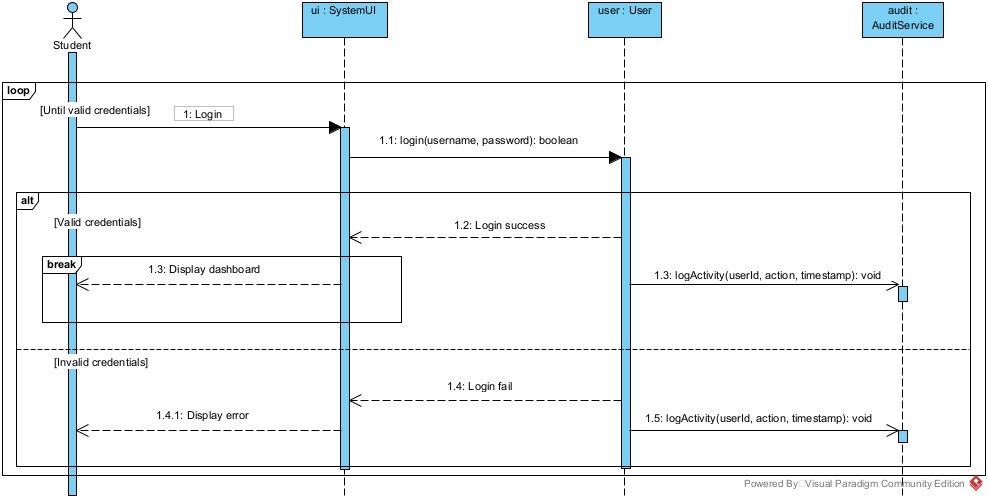 ui : SystemUI
user : User
audit :
AuditService
Student
loop
[Until valid credentials]
1: Login
1.1: login(username, password): boolean
alt
[Valid credentials]
1.2: Login success
break
1.3: Display dashboard
1.3: logActivity(userId, action, timestamp): void
[Invalid credentials]
1.4: Login fail
1.4.1: Display error
1.5: logActivity(userId, action, timestamp): void
Powered By Visual Paradigm Community Edition